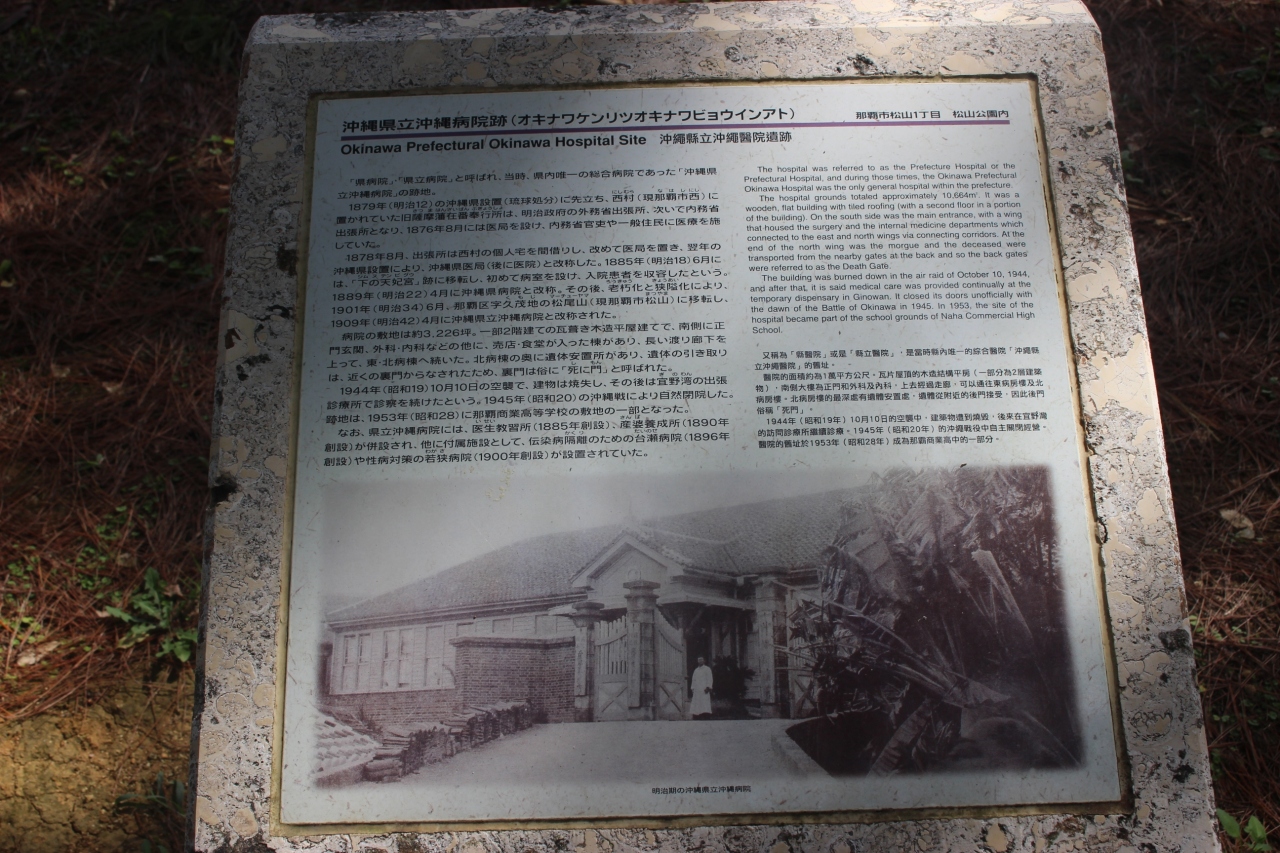 沖縄県立沖縄病院跡(オキナワケンリツオキナワビョウインアト)
那覇市松山1丁目 松山公園内
Okinawa Prefectural Okinawa Hospital Site 沖繩縣立沖繩醫院遺跡
「県病院」・「県立病院」と呼ばれ、当時、県内唯一の総合病院であった「沖縄県
立沖縄病院」の跡地。
1879年(明治12)の沖縄県設置(琉球処分)に先立ち、西村(現那覇市西)に
置かれていた旧薩摩藩在番奉行所は、明治政府の外務省出張所、次いで内務省
出張所となり、1876年8月には医局を設け、内務省官吏や一般住民に医療を施
していた。
1878年8月、出張所は西村の個人宅を間借りし、改めて医局を置き、翌年の
沖縄県設置により、沖縄県医局(後に医院)と改称した。1885年(明治18)6月に
は、「下の天妃宮」跡に移転し、初めて病室を設け、入院患者を収容したという。
1889年(明治22)4月に沖縄県病院と改称。その後、老朽化と狭隘化により、
1901年(明治34)6月、那覇区字久茂地の松尾山(現那覇市松山)に移転し、
1909年(明治42)4月に沖縄県立沖縄病院と改称された。
病院の敷地は約3,226坪。一部2階建ての瓦葺き木造平屋建てで、南側に正
門玄関、外科・内科などの他に、売店・食堂が入った棟があり、長い渡り廊下を
上って、東・北病棟へ続いた。北病棟の奥に遺体安置所があり、遺体の引き取り
は、近くの裏門からなされたため、裏門は俗に「死に門」と呼ばれた。
1944年(昭和19)10月10日の空襲で、建物は焼失し、その後は宜野湾の出張
診療所で診察を続けたという。1945年(昭和20)の沖縄戦により自然閉院した。
跡地は、1953年(昭和28)に那覇商業高等学校の敷地の一部となった。
なお、県立沖縄病院には、医生教習所(1885年創設)、産婆養成所(1890年
創設)が併設され、他に付属施設として、伝染病隔離のための台瀬病院(1896年
創設)や性病対策の若狭病院(1900年創設)が設置されていた。
The hospital was referred to as the Prefecture Hospital or the
Prefectural Hospital, and during those times, the Okinawa Prefectural
Okinawa Hospital was the only general hospital within the prefecture.
The hospital grounds totaled approximately 10,664m². It was a
wooden, flat building with tiled roofing (with a second floor in a portion
of the building). On the south side was the main entrance, with a wing
that housed the surgery and the internal medicine departments which
connected to the east and north wings via connecting corridors. At the
end of the north wing was the morgue and the deceased were
transported from the nearby gates at the back and so the back gates
were referred to as the Death Gate.
The building was burned down in the air raid of October 10, 1944,
and after that, it is said medical care was provided continually at the
temporary dispensary in Ginowan. It closed its doors unofficially with
the dawn of the Battle of Okinawa in 1945. In 1953, the site of the
hospital became part of the school grounds of Naha Commercial High
School.
又稱為「縣醫院」或是「縣立醫院」,是當時縣內唯一的綜合醫院「沖繩縣
立沖繩醫院」的舊址。
醫院的面積約為1萬平方公尺。瓦片屋頂的木造結構平房(一部分為2層建築
物),南側大樓為正門和外科及內科,上去經過走廊,可以通往東病房樓及北
病房樓。北病房樓的最深處有遺體安置處,遺體從附近的後門接受,因此後門
俗稱「死門」。
1944年(昭和19年)10月10日的空襲中,建築物遭到燒毀,後來在宜野灣
的訪問診療所繼續診療。1945年(昭和20年)的沖繩戰役中自主關閉經營。
醫院的舊址於1953年(昭和28年)成為那霸商業高中的一部分。
明治期の沖縄県立沖縄病院